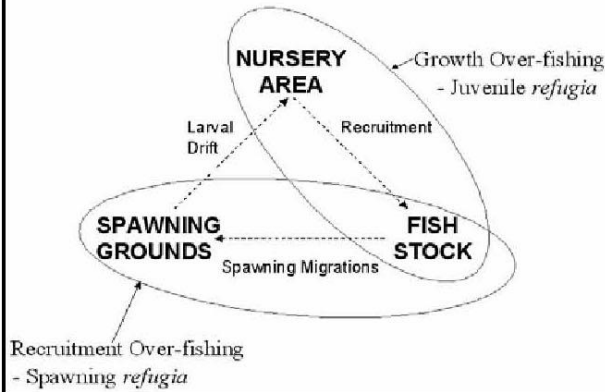 NURSERY
AREA
Growth Over-fishing
- Juvenile refugia
Larval
Drift
Recruitment
SPAWNING
GROUNDS
FISH
STOCK
Spawning Migrations
Recruitment Over-fishing
- Spawning refugia